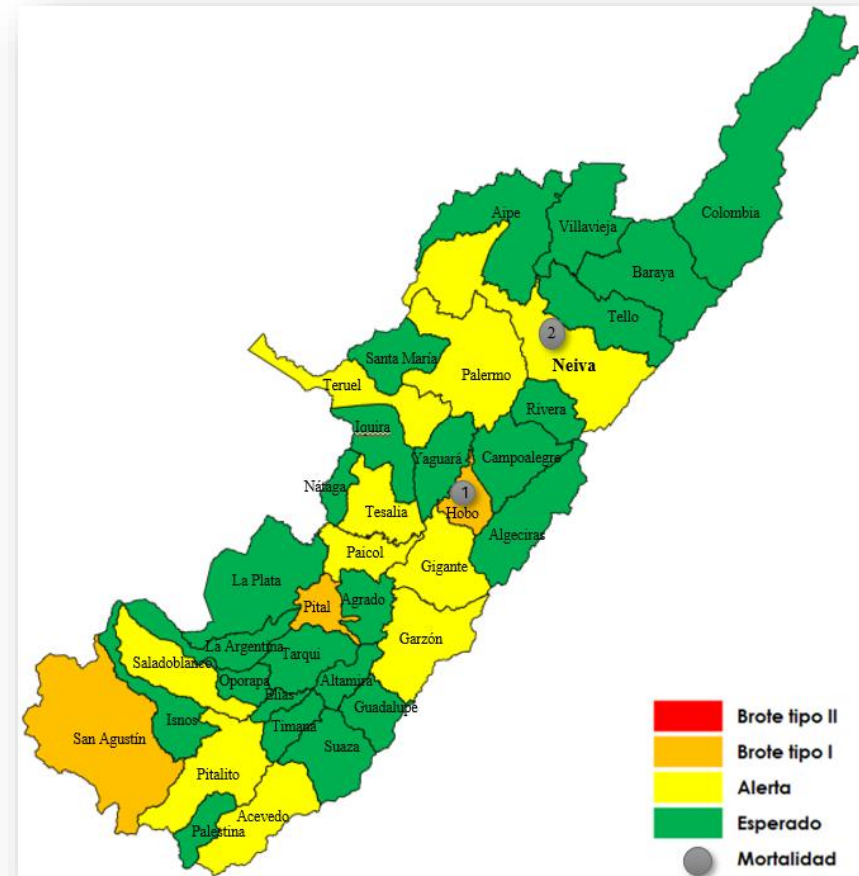 Aipe
Villavieja
Colombia
Baraya
Tello
2
Neiva
Santa María
Palermo
Teruel
Rivera
Iquira
Yaguará
Campoalegre
Nátaga
1
Hobo
Tesalia
Algeciras
Paicol
Gigante
La Plata
Pital
Agrado
Garzón
La Argentina
Tarqui
Saladoblanco
Oporapa
Altamira
Elías
Guadalupe
Isnos
Timaná
Suaza
San Agustín
Pitalito
Acevedo
Palestina
Brote tipo II
Brote tipo I
Alerta
Esperado
Mortalidad